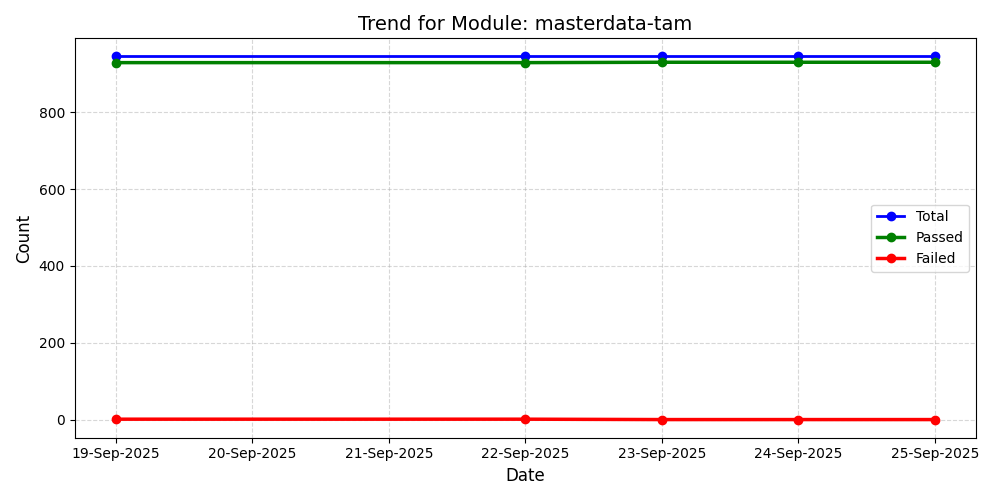 Trend for Module: masterdata-tam
Count
800
600
400
200
0
Total
Passed
Failed
19-Sep-2025 20-Sep-2025 21-Sep-2025 22-Sep-2025 23-Sep-2025 24-Sep-2025 25-Sep-2025
Date